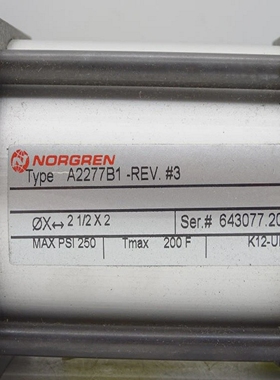 NORGREN
Type A2277B1 -REV. #3
ØX↔ 2 1/2 X 2 Ser.# 643077.20
MAX PSI 250 Tmax 200 F K12-U